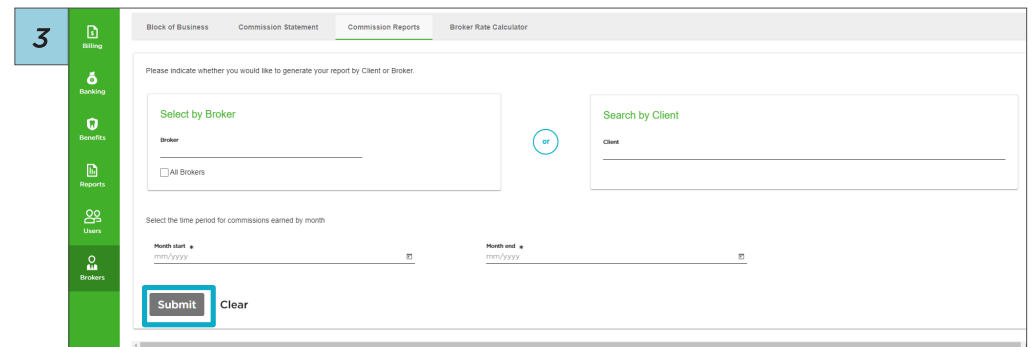 3
Billing
Banking
Benefits
Reports
Users
Brokers
Block of Business Commission Statement Commission Reports Broker Rate Calculator
Please indicate whether you would like to generate your report by Client or Broker.
Select by Broker
Broker
All Brokers
or
Search by Client
Client
Select the time period for commissions earned by month
Month start * Month end *
mm/yyyy mm/yyyy
Submit Clear